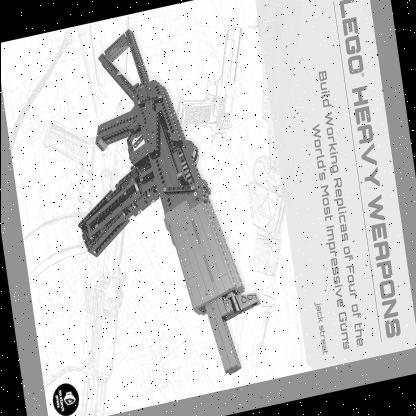 LEGO® HEAVY WEAPONS
Build Working Replicas of Four of the
World's Most Impressive Guns
jack streat